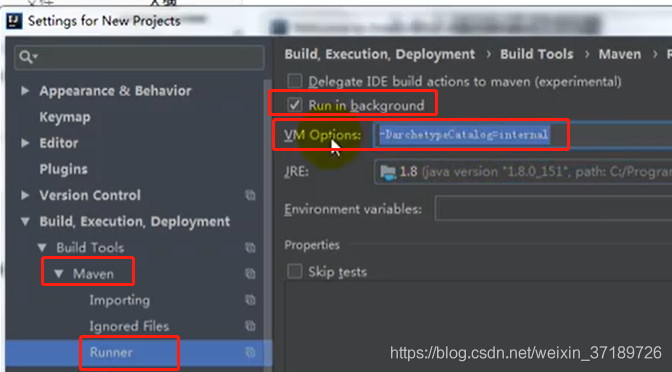 Settings for New Projects
Build, Execution, Deployment › Build Tools › Maven › R
Delegate IDE build actions to maven (experimental)
Appearance & Behavior
Run in background
Keymap
VM Options: -DarchetypeCatalog=internal
Editor
Plugins
JRE: 1.8 (java version "1.8.0_151", path: C:/Progra
Version Control
Environment variables:
Build, Execution, Deployment
Build Tools
Properties
Maven
Skip tests
Importing
Ignored Files
Runner
https://blog.csdn.net/weixin_37189726